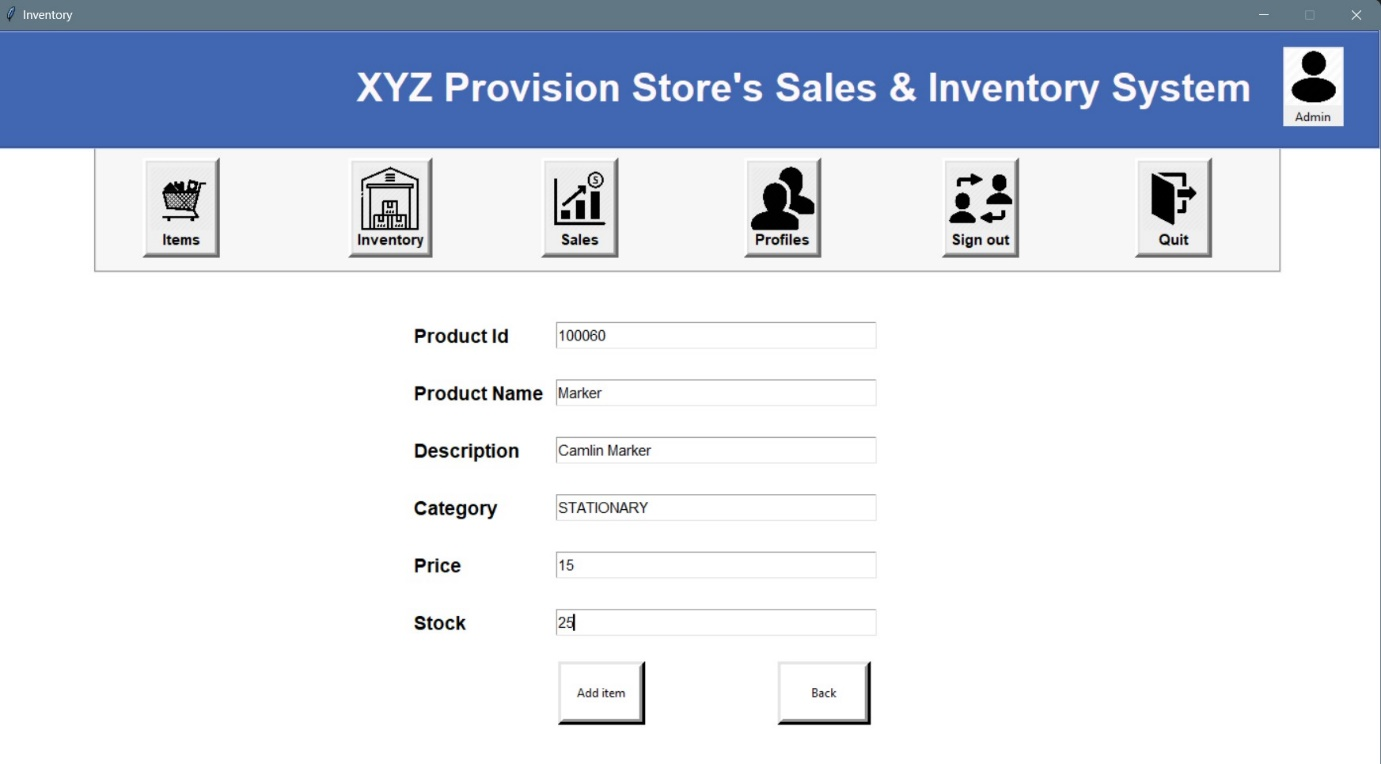 Inventory
XYZ Provision Store's Sales & Inventory System
Admin
Items Inventory Sales Profiles Sign out Quit
Product Id 100060
Product Name Marker
Description Camlin Marker
Category STATIONARY
Price 15
Stock 25
Add item Back